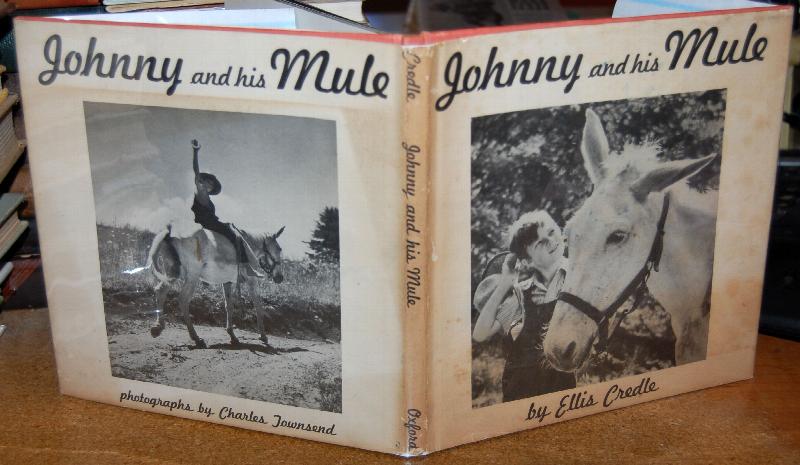 Johnny and his Mule
photographs by Charles Townsend
Credle
Johnny and his Mule
Oxford
Johnny and his Mule
by Ellis Credle